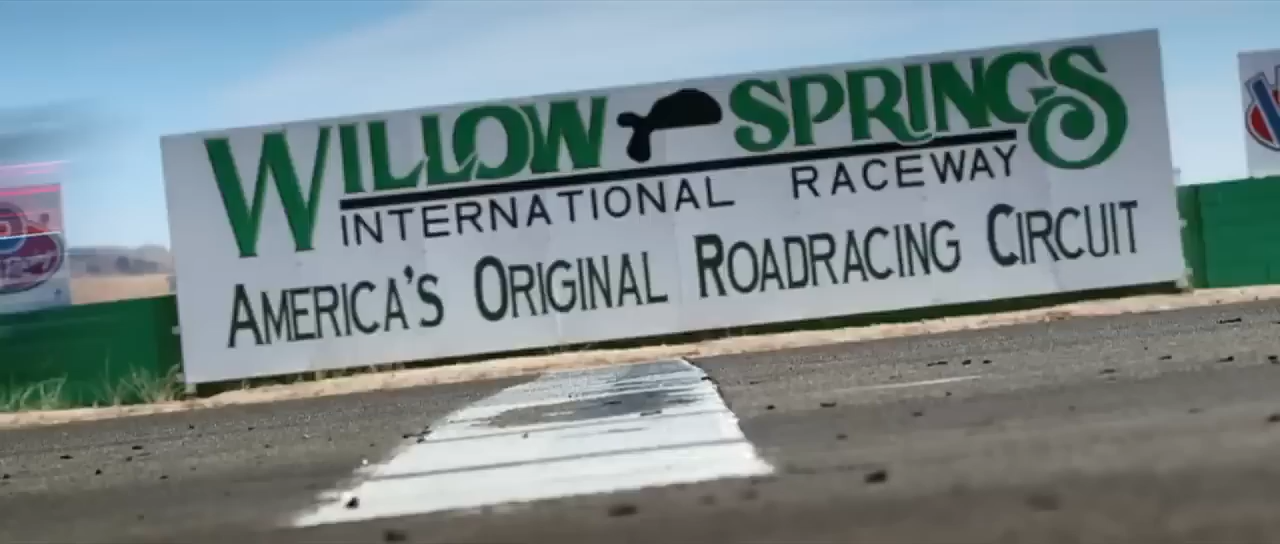 WILLOW SPRINGS
INTERNATIONAL RACEWAY
AMERICA'S ORIGINAL ROADRACING CIRCUIT